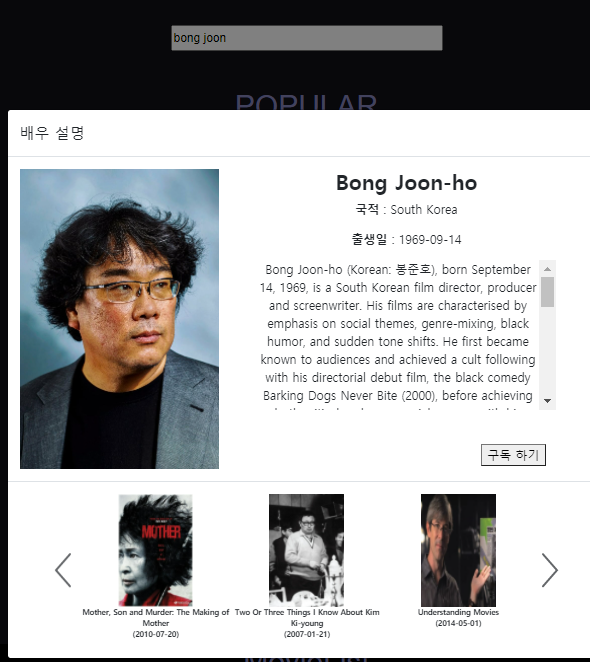 bong joon
POPULAR
배우 설명
Bong Joon-ho
국적 : South Korea
출생일 : 1969-09-14
Bong Joon-ho (Korean: 봉준호), born September
14, 1969, is a South Korean film director, producer
and screenwriter. His films are characterised by
emphasis on social themes, genre-mixing, black
humor, and sudden tone shifts. He first became
known to audiences and achieved a cult following
with his directorial debut film, the black comedy
Barking Dogs Never Bite (2000), before achieving
구독 하기
MOTHER
Mother, Son and Murder: The Making of
Mother
(2010-07-20)
Two Or Three Things I Know About Kim
Ki-young
(2007-01-21)
Understanding Movies
(2014-05-01)